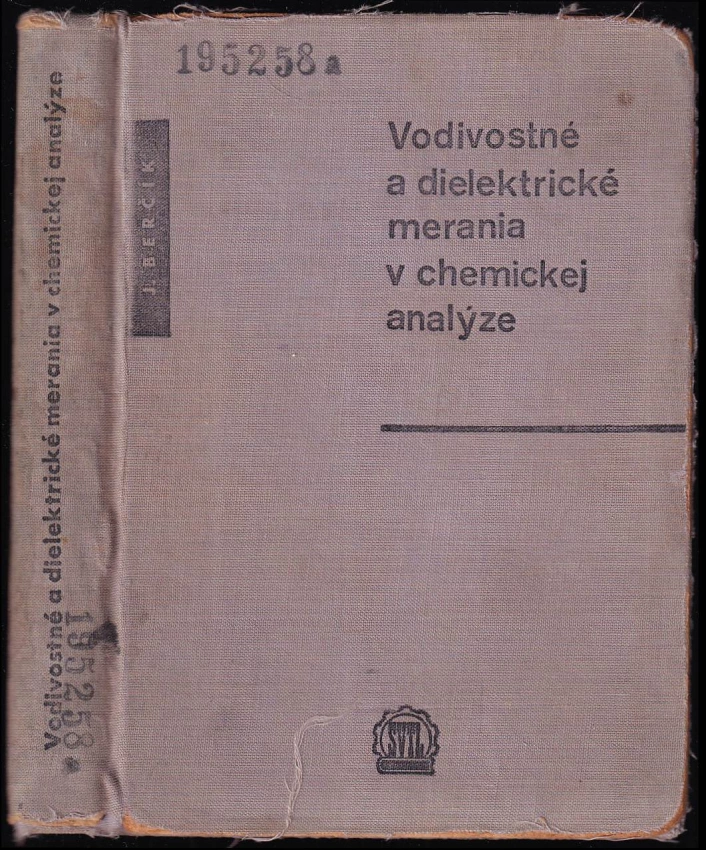 195258a
J. BERČÍK
Vodivostné
a dielektrické
merania
v chemickej
analýze
SVTL
Vodivostné a dielektrické merania v chemickej analýze
195258a